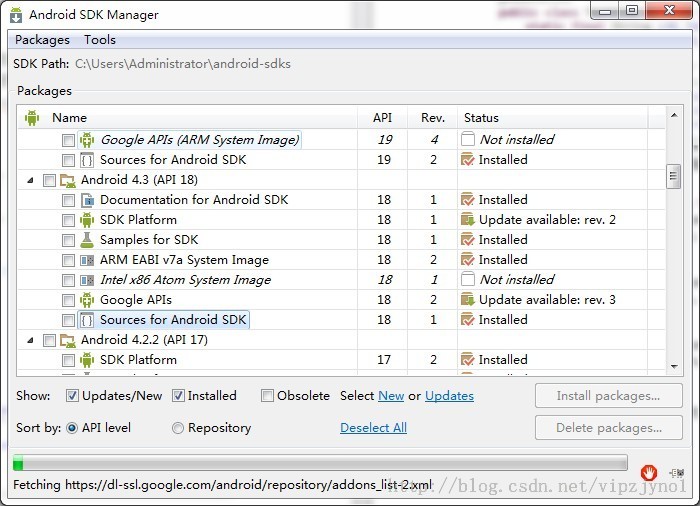 public class
static final String
Android SDK Manager
Packages Tools
SDK Path: C:\Users\Administrator\android-sdks
Packages
Name API Rev. Status
Google APIs (ARM System Image) 19 4 Not installed
Sources for Android SDK 19 2 Installed
Android 4.3 (API 18)
Documentation for Android SDK 18 1 Installed
SDK Platform 18 1 Update available: rev. 2
Samples for SDK 18 1 Installed
ARM EABI v7a System Image 18 2 Installed
Intel x86 Atom System Image 18 1 Not installed
Google APIs 18 2 Update available: rev. 3
Sources for Android SDK 18 1 Installed
Android 4.2.2 (API 17)
SDK Platform 17 2 Installed
Show: Updates/New Installed Obsolete Select New or Updates Install packages...
Sort by: API level Repository Deselect All Delete packages...
Fetching https://dl-ssl.google.com/android/repository/addons_list-2.xml
http://blog.csdn.net/vipzjyno1